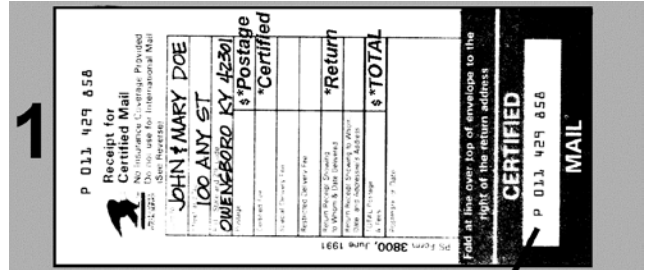 1
P 011 429 858
Receipt for
Certified Mail
No Insurance Coverage Provided
Do not use for International Mail
(See Reverse)
JOHN & MARY DOE
100 ANY ST
OWENSBORO KY 42301
Postage
$ *Postage
Certified Fee
*Certified
Special Delivery Fee
Restricted Delivery Fee
Return Receipt Showing
to Whom & Date Delivered
*Return
Return Receipt Showing to Whom,
Date, and Addressee's Address
TOTAL Postage
& Fees
$ *TOTAL
Postmark or Date
PS Form 3800, June 1991
Fold at line over top of envelope to the
right of the return address
CERTIFIED
P 011 429 858
MAIL